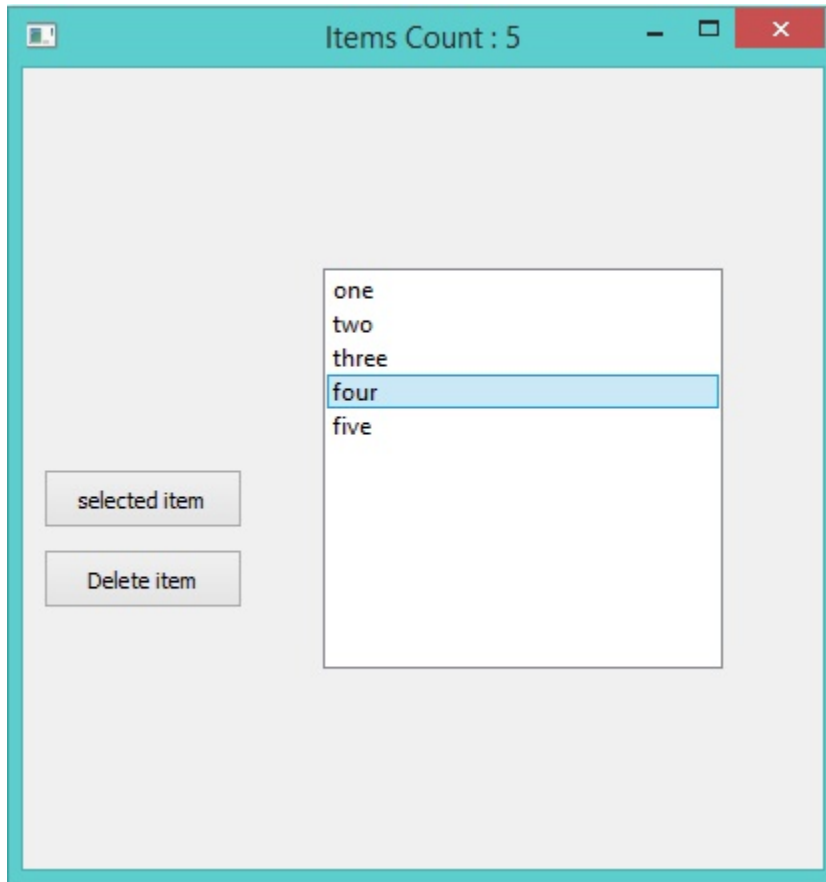 Items Count : 5
one
two
three
four
five
selected item
Delete item